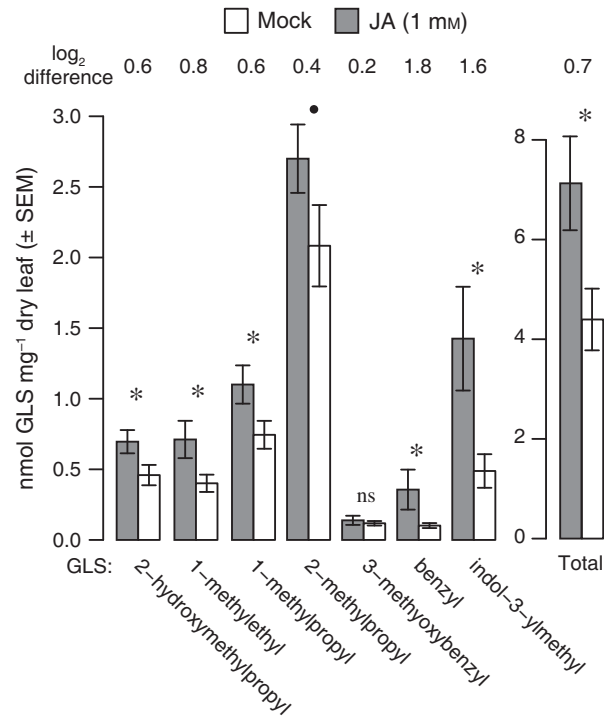 Mock JA (1 mM)
log2 difference 0.6 0.8 0.6 0.4 0.2 1.8 1.6 0.7
nmol GLS mg−1 dry leaf (± SEM)
3.0
2.5
2.0
1.5
1.0
0.5
0.0
* * * • ns * *
8
6
4
2
0
*
GLS:
2−hydroxymethylpropyl
1−methylethyl
1−methylpropyl
2−methylpropyl
3−methyoxybenzyl
benzyl
indol−3−ylmethyl
Total